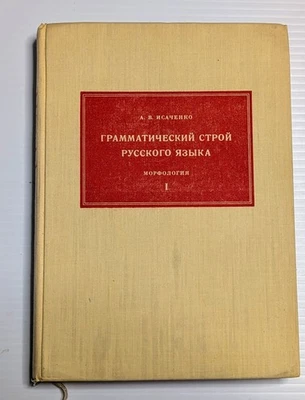 А. В. ИСАЧЕНКО
ГРАММАТИЧЕСКИЙ СТРОЙ
РУССКОГО ЯЗЫКА
МОРФОЛОГИЯ
I